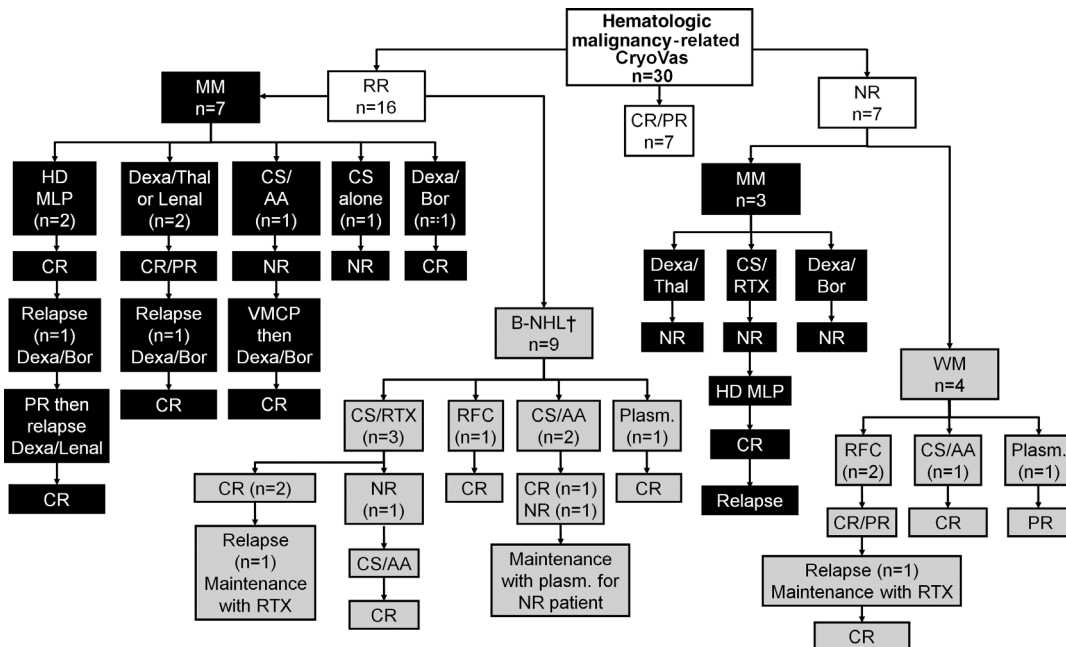 Hematologic
malignancy-related
CryoVas
n=30
MM
n=7
RR
n=16
CR/PR
n=7
NR
n=7
HD
MLP
(n=2)
Dexa/Thal
or Lenal
(n=2)
CS/
AA
(n=1)
CS
alone
(n=1)
Dexa/
Bor
(n=1)
MM
n=3
CR
CR/PR
NR
NR
CR
Dexa/
Thal
CS/
RTX
Dexa/
Bor
Relapse
(n=1)
Dexa/Bor
Relapse
(n=1)
Dexa/Bor
VMCP
then
Dexa/Bor
B-NHL†
n=9
NR
NR
NR
WM
n=4
PR then
relapse
Dexa/Lenal
CR
CR
HD MLP
CS/RTX
(n=3)
RFC
(n=1)
CS/AA
(n=2)
Plasm.
(n=1)
CR
RFC
(n=2)
CS/AA
(n=1)
Plasm.
(n=1)
CR
CR (n=2)
NR
(n=1)
CR
CR (n=1)
NR (n=1)
CR
Relapse
CR/PR
CR
PR
Relapse
(n=1)
Maintenance
with RTX
CS/AA
Maintenance
with plasm. for
NR patient
Relapse (n=1)
Maintenance with RTX
CR
CR